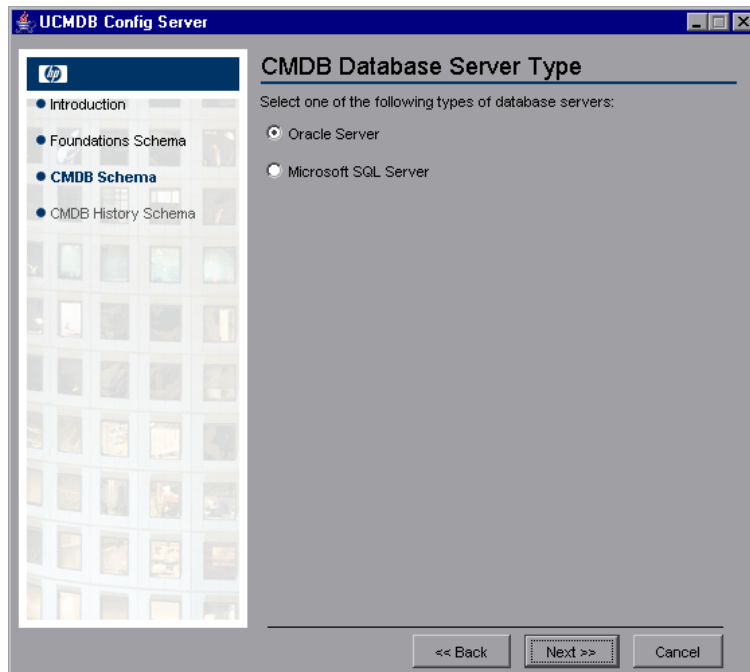 UCMDB Config Server
hp
Introduction
Foundations Schema
CMDB Schema
CMDB History Schema
CMDB Database Server Type
Select one of the following types of database servers:
Oracle Server
Microsoft SQL Server
<< Back
Next >>
Cancel